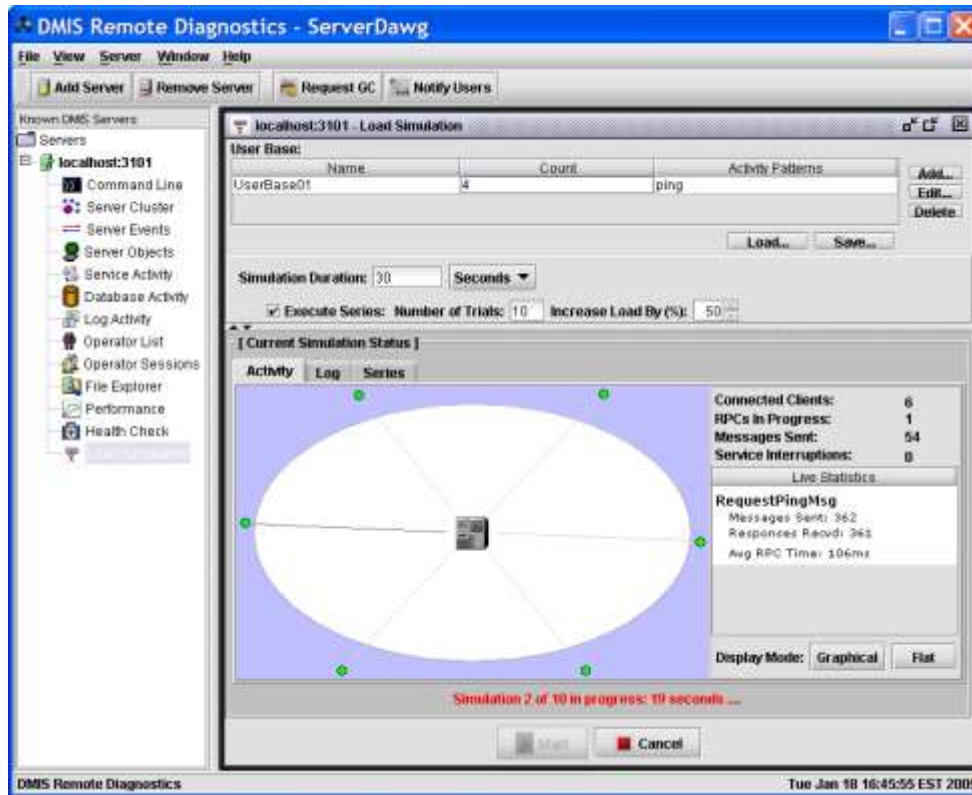 DMIS Remote Diagnostics - ServerDawg
File View Server Window Help
Add Server Remove Server Request GC Notify Users
Known DMIS Servers
Servers
localhost:3101
Command Line
Server Cluster
Server Events
Server Objects
Service Activity
Database Activity
Log Activity
Operator List
Operator Sessions
File Explorer
Performance
Health Check
localhost:3101 - Load Simulation
User Base:
Name Count Activity Patterns
UserBase01 4 ping
Add...
Edit...
Delete
Load... Save...
Simulation Duration: 30 Seconds
Execute Series: Number of Trials: 10 Increase Load By (%): 50
[ Current Simulation Status ]
Activity Log Series
Connected Clients: 6
RPCs In Progress: 1
Messages Sent: 54
Service Interruptions: 0
Live Statistics
RequestPingMsg
Messages Sent: 362
Responses Recvd: 361
Avg RPC Time: 106ms
Display Mode: Graphical Flat
Simulation 2 of 10 in progress: 19 seconds ....
Start Cancel
DMIS Remote Diagnostics
Tue Jan 18 16:45:55 EST